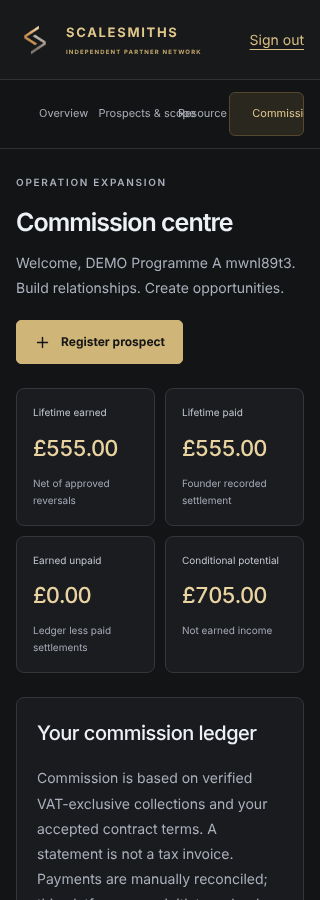 SCALESMITHS
INDEPENDENT PARTNER NETWORK
Sign out
Overview
Prospects & scope
Resource
Commissi
OPERATION EXPANSION
Commission centre
Welcome, DEMO Programme A mwnl89t3.
Build relationships. Create opportunities.
+ Register prospect
Lifetime earned
£555.00
Net of approved
reversals
Lifetime paid
£555.00
Founder recorded
settlement
Earned unpaid
£0.00
Ledger less paid
settlements
Conditional potential
£705.00
Not earned income
Your commission ledger
Commission is based on verified
VAT-exclusive collections and your
accepted contract terms. A
statement is not a tax invoice.
Payments are manually reconciled;